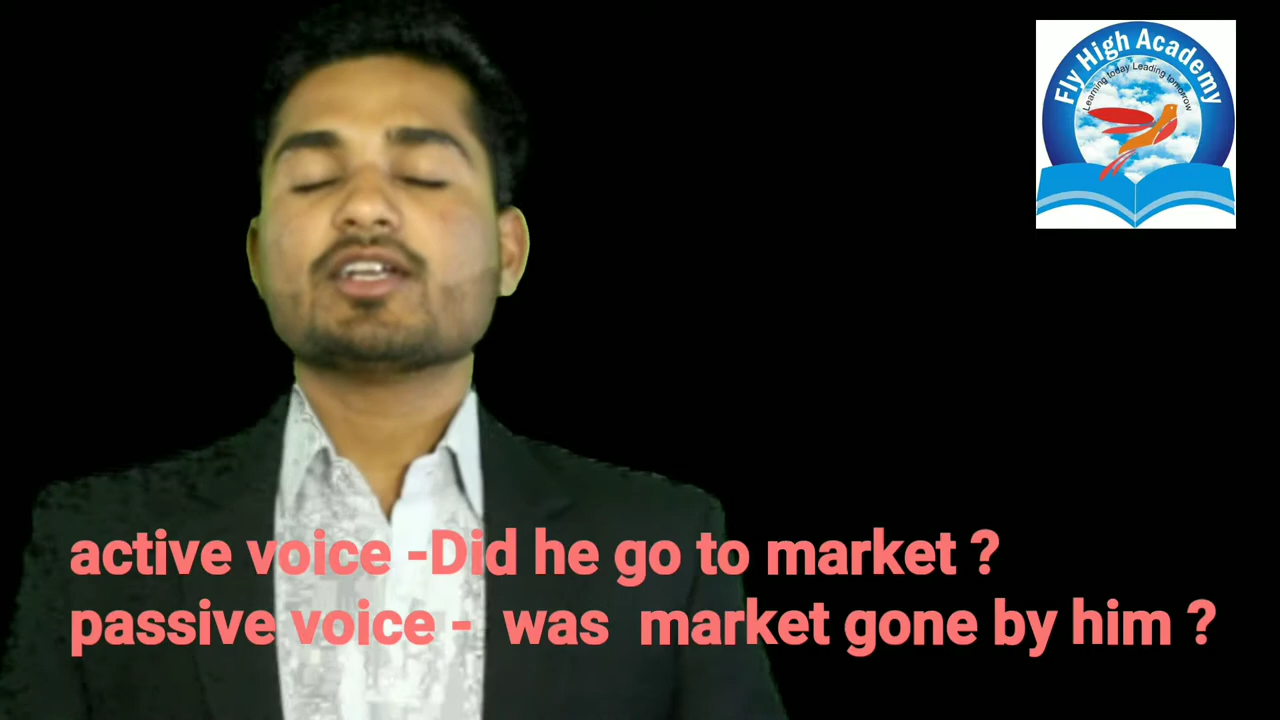 Fly High Academy
Learning today Leading tomorrow
active voice -Did he go to market ?
passive voice - was market gone by him ?